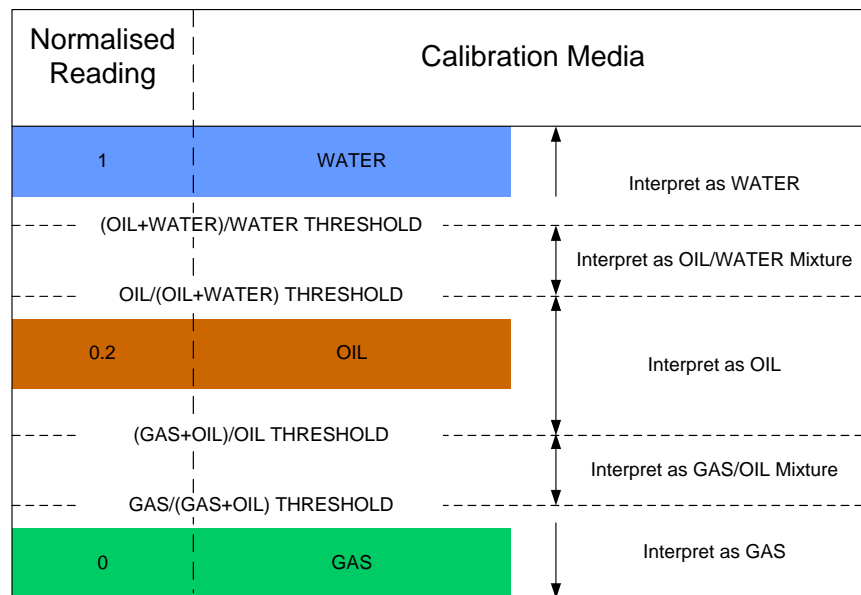 Normalised
Reading
Calibration Media
1
WATER
Interpret as WATER
(OIL+WATER)/WATER THRESHOLD
Interpret as OIL/WATER Mixture
OIL/(OIL+WATER) THRESHOLD
0.2
OIL
Interpret as OIL
(GAS+OIL)/OIL THRESHOLD
Interpret as GAS/OIL Mixture
GAS/(GAS+OIL) THRESHOLD
0
GAS
Interpret as GAS